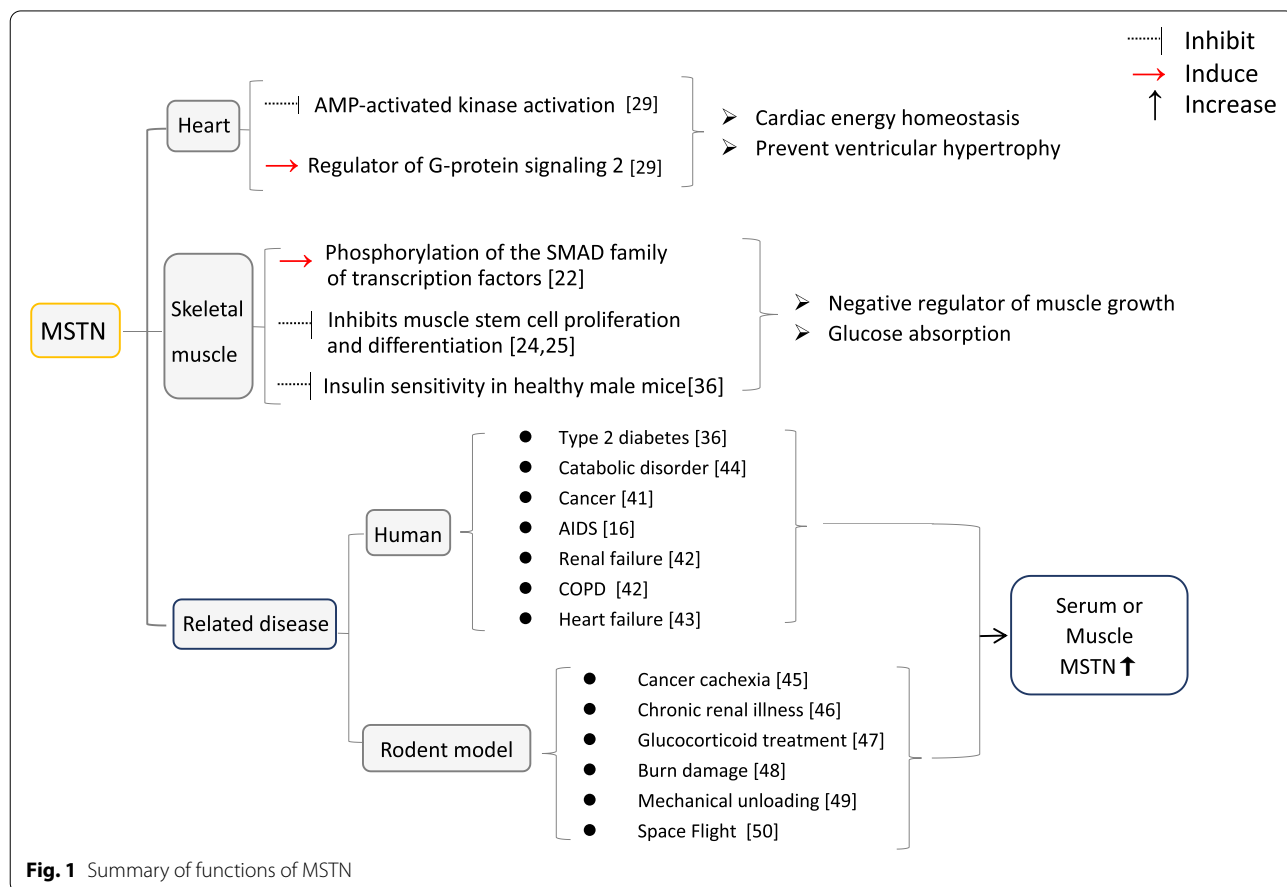 Inhibit
Induce
Increase
Heart
AMP-activated kinase activation [29]
Regulator of G-protein signaling 2 [29]
Cardiac energy homeostasis
Prevent ventricular hypertrophy
MSTN
Skeletal
muscle
Phosphorylation of the SMAD family
of transcription factors [22]
Inhibits muscle stem cell proliferation
and differentiation [24,25]
Insulin sensitivity in healthy male mice[36]
Negative regulator of muscle growth
Glucose absorption
Related disease
Human
Type 2 diabetes [36]
Catabolic disorder [44]
Cancer [41]
AIDS [16]
Renal failure [42]
COPD [42]
Heart failure [43]
Rodent model
Cancer cachexia [45]
Chronic renal illness [46]
Glucocorticoid treatment [47]
Burn damage [48]
Mechanical unloading [49]
Space Flight [50]
Serum or
Muscle
MSTN↑
Fig. 1 Summary of functions of MSTN